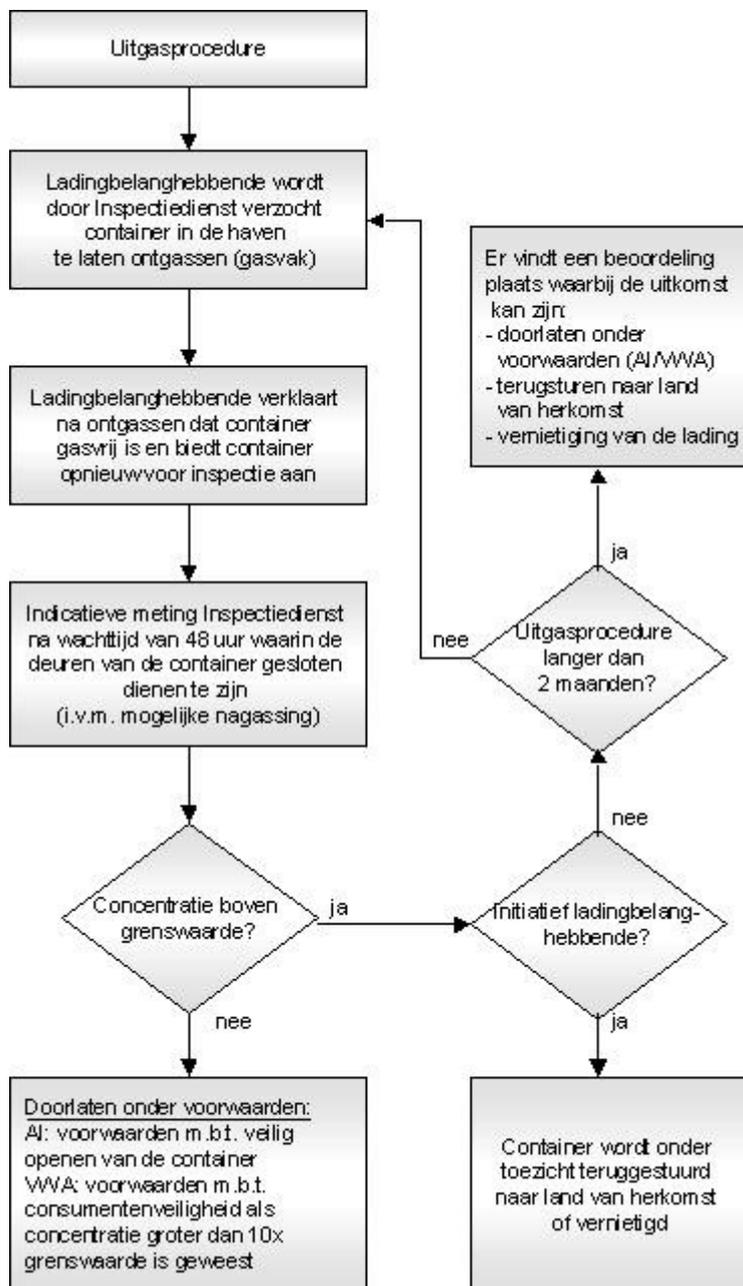 Uitgasprocedure
Ladingbelanghebbende wordt
door Inspectiedienst verzocht
container in de haven
te laten ontgassen (gasvak)
Ladingbelanghebbende verklaart
na ontgassen dat container
gasvrij is en biedt container
opnieuw voor inspectie aan
Indicatieve meting Inspectiedienst
na wachttijd van 48 uur waarin de
deuren van de container gesloten
dienen te zijn
(i.v.m. mogelijke nagassing)
Concentratie boven
grenswaarde?
ja
nee
Doorlaten onder voorwaarden:
AI: voorwaarden m.b.t. veilig
openen van de container
VWA: voorwaarden m.b.t.
consumentenveiligheid als
concentratie groter dan 10x
grenswaarde is geweest
Initiatief ladingbelang-
hebbende?
ja
nee
Container wordt onder
toezicht teruggestuurd
naar land van herkomst
of vernietigd
Uitgasprocedure
langer dan
2 maanden?
nee
ja
Er vindt een beoordeling
plaats waarbij de uitkomst
kan zijn:
- doorlaten onder
voorwaarden (AI/VWA)
- terugsturen naar land
van herkomst
- vernietiging van de lading